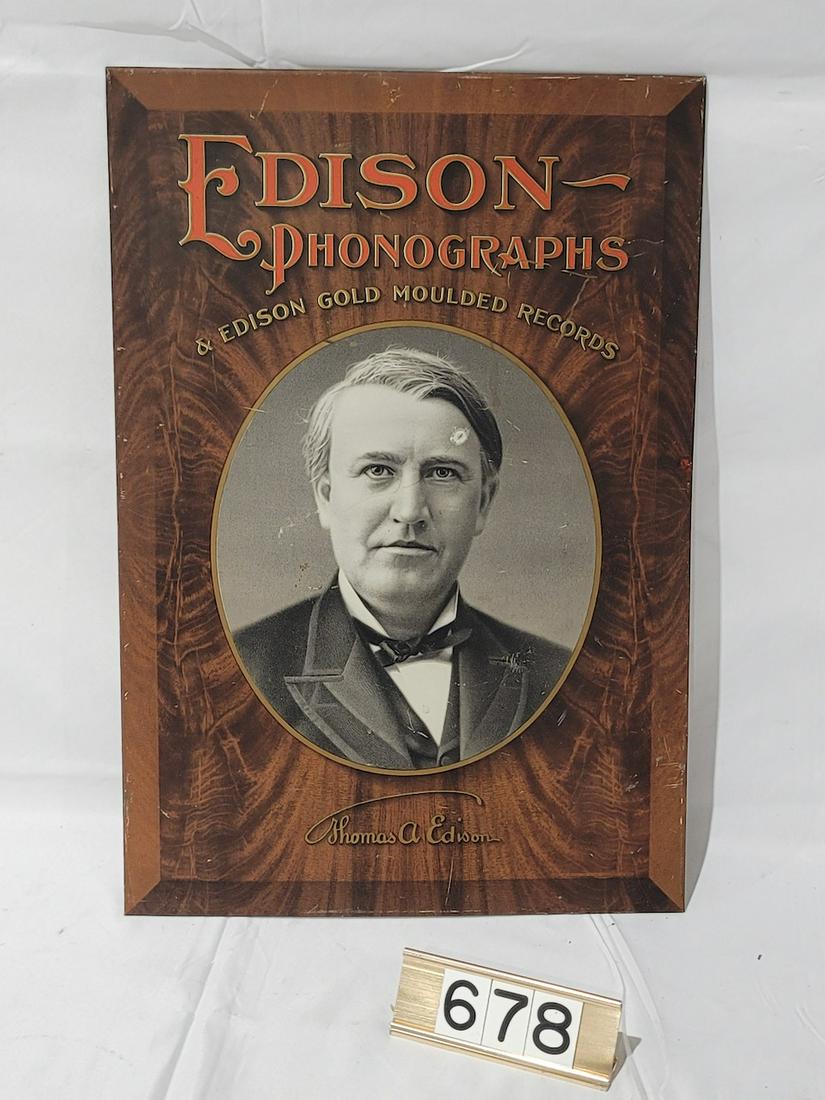 EDISON
PHONOGRAPHS
& EDISON GOLD MOULDED RECORDS
Thomas A Edison
678